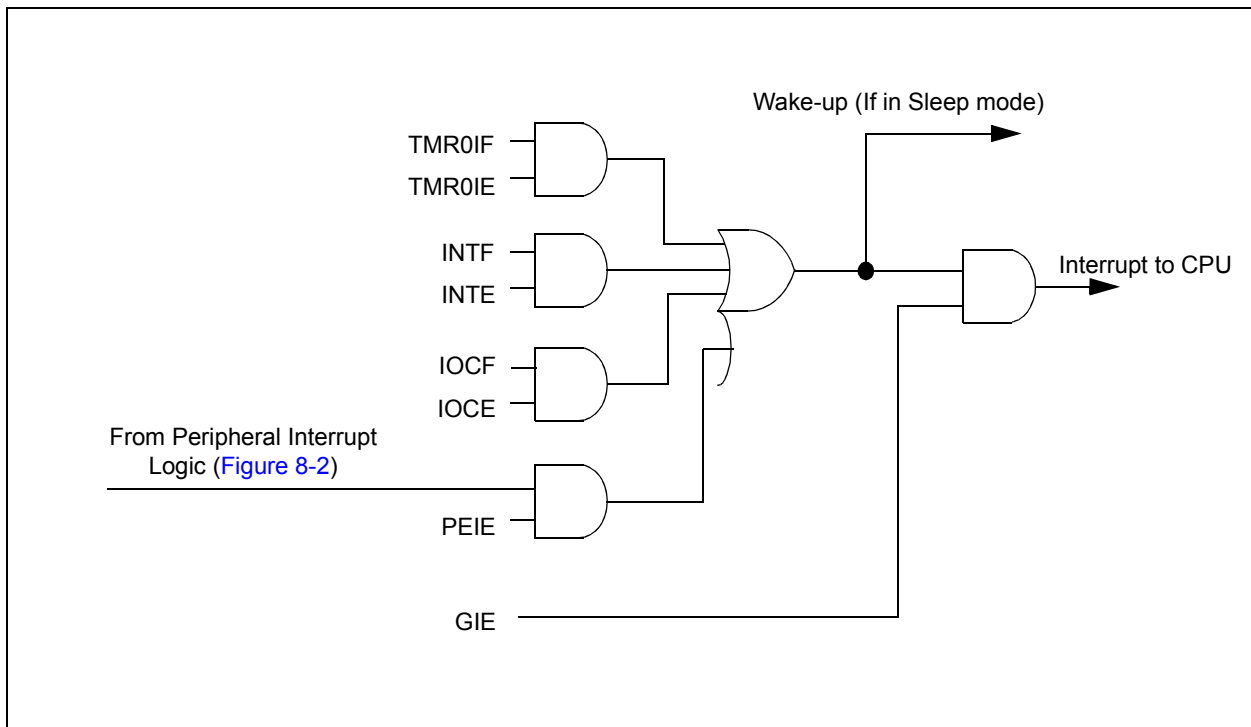 Wake-up (If in Sleep mode)
TMR0IF
TMR0IE
INTF
INTE
Interrupt to CPU
IOCF
IOCE
From Peripheral Interrupt
Logic (Figure 8-2)
PEIE
GIE